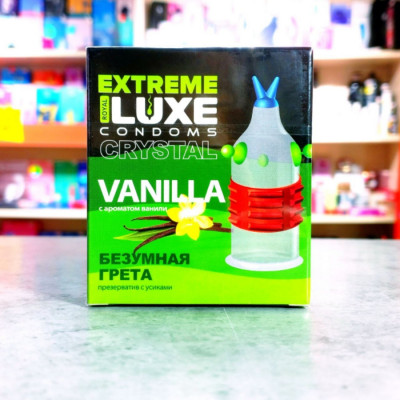 EXTREME
ROYAL
LUXE
CONDOMS
CRYSTAL
VANILLA
с ароматом ванили
БЕЗУМНАЯ
ГРЕТА
презерватив с усиками